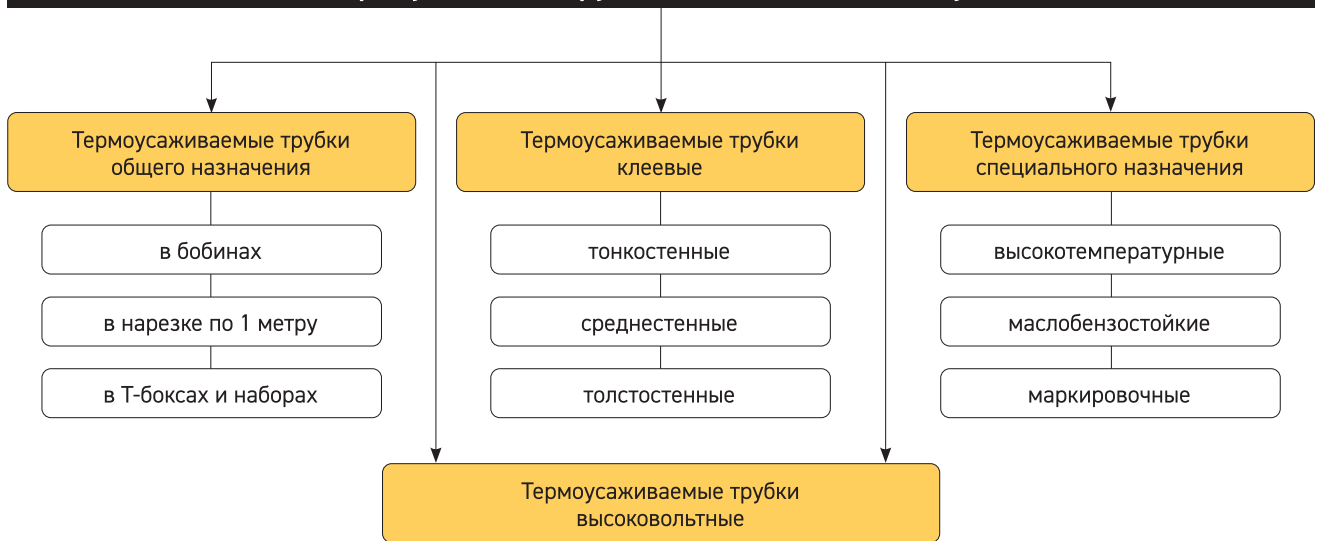 Термоусаживаемые трубки
общего назначения
в бобинах
в нарезке по 1 метру
в Т-боксах и наборах
Термоусаживаемые трубки
клеевые
тонкостенные
среднестенные
толстостенные
Термоусаживаемые трубки
специального назначения
высокотемпературные
маслобензостойкие
маркировочные
Термоусаживаемые трубки
высоковольтные